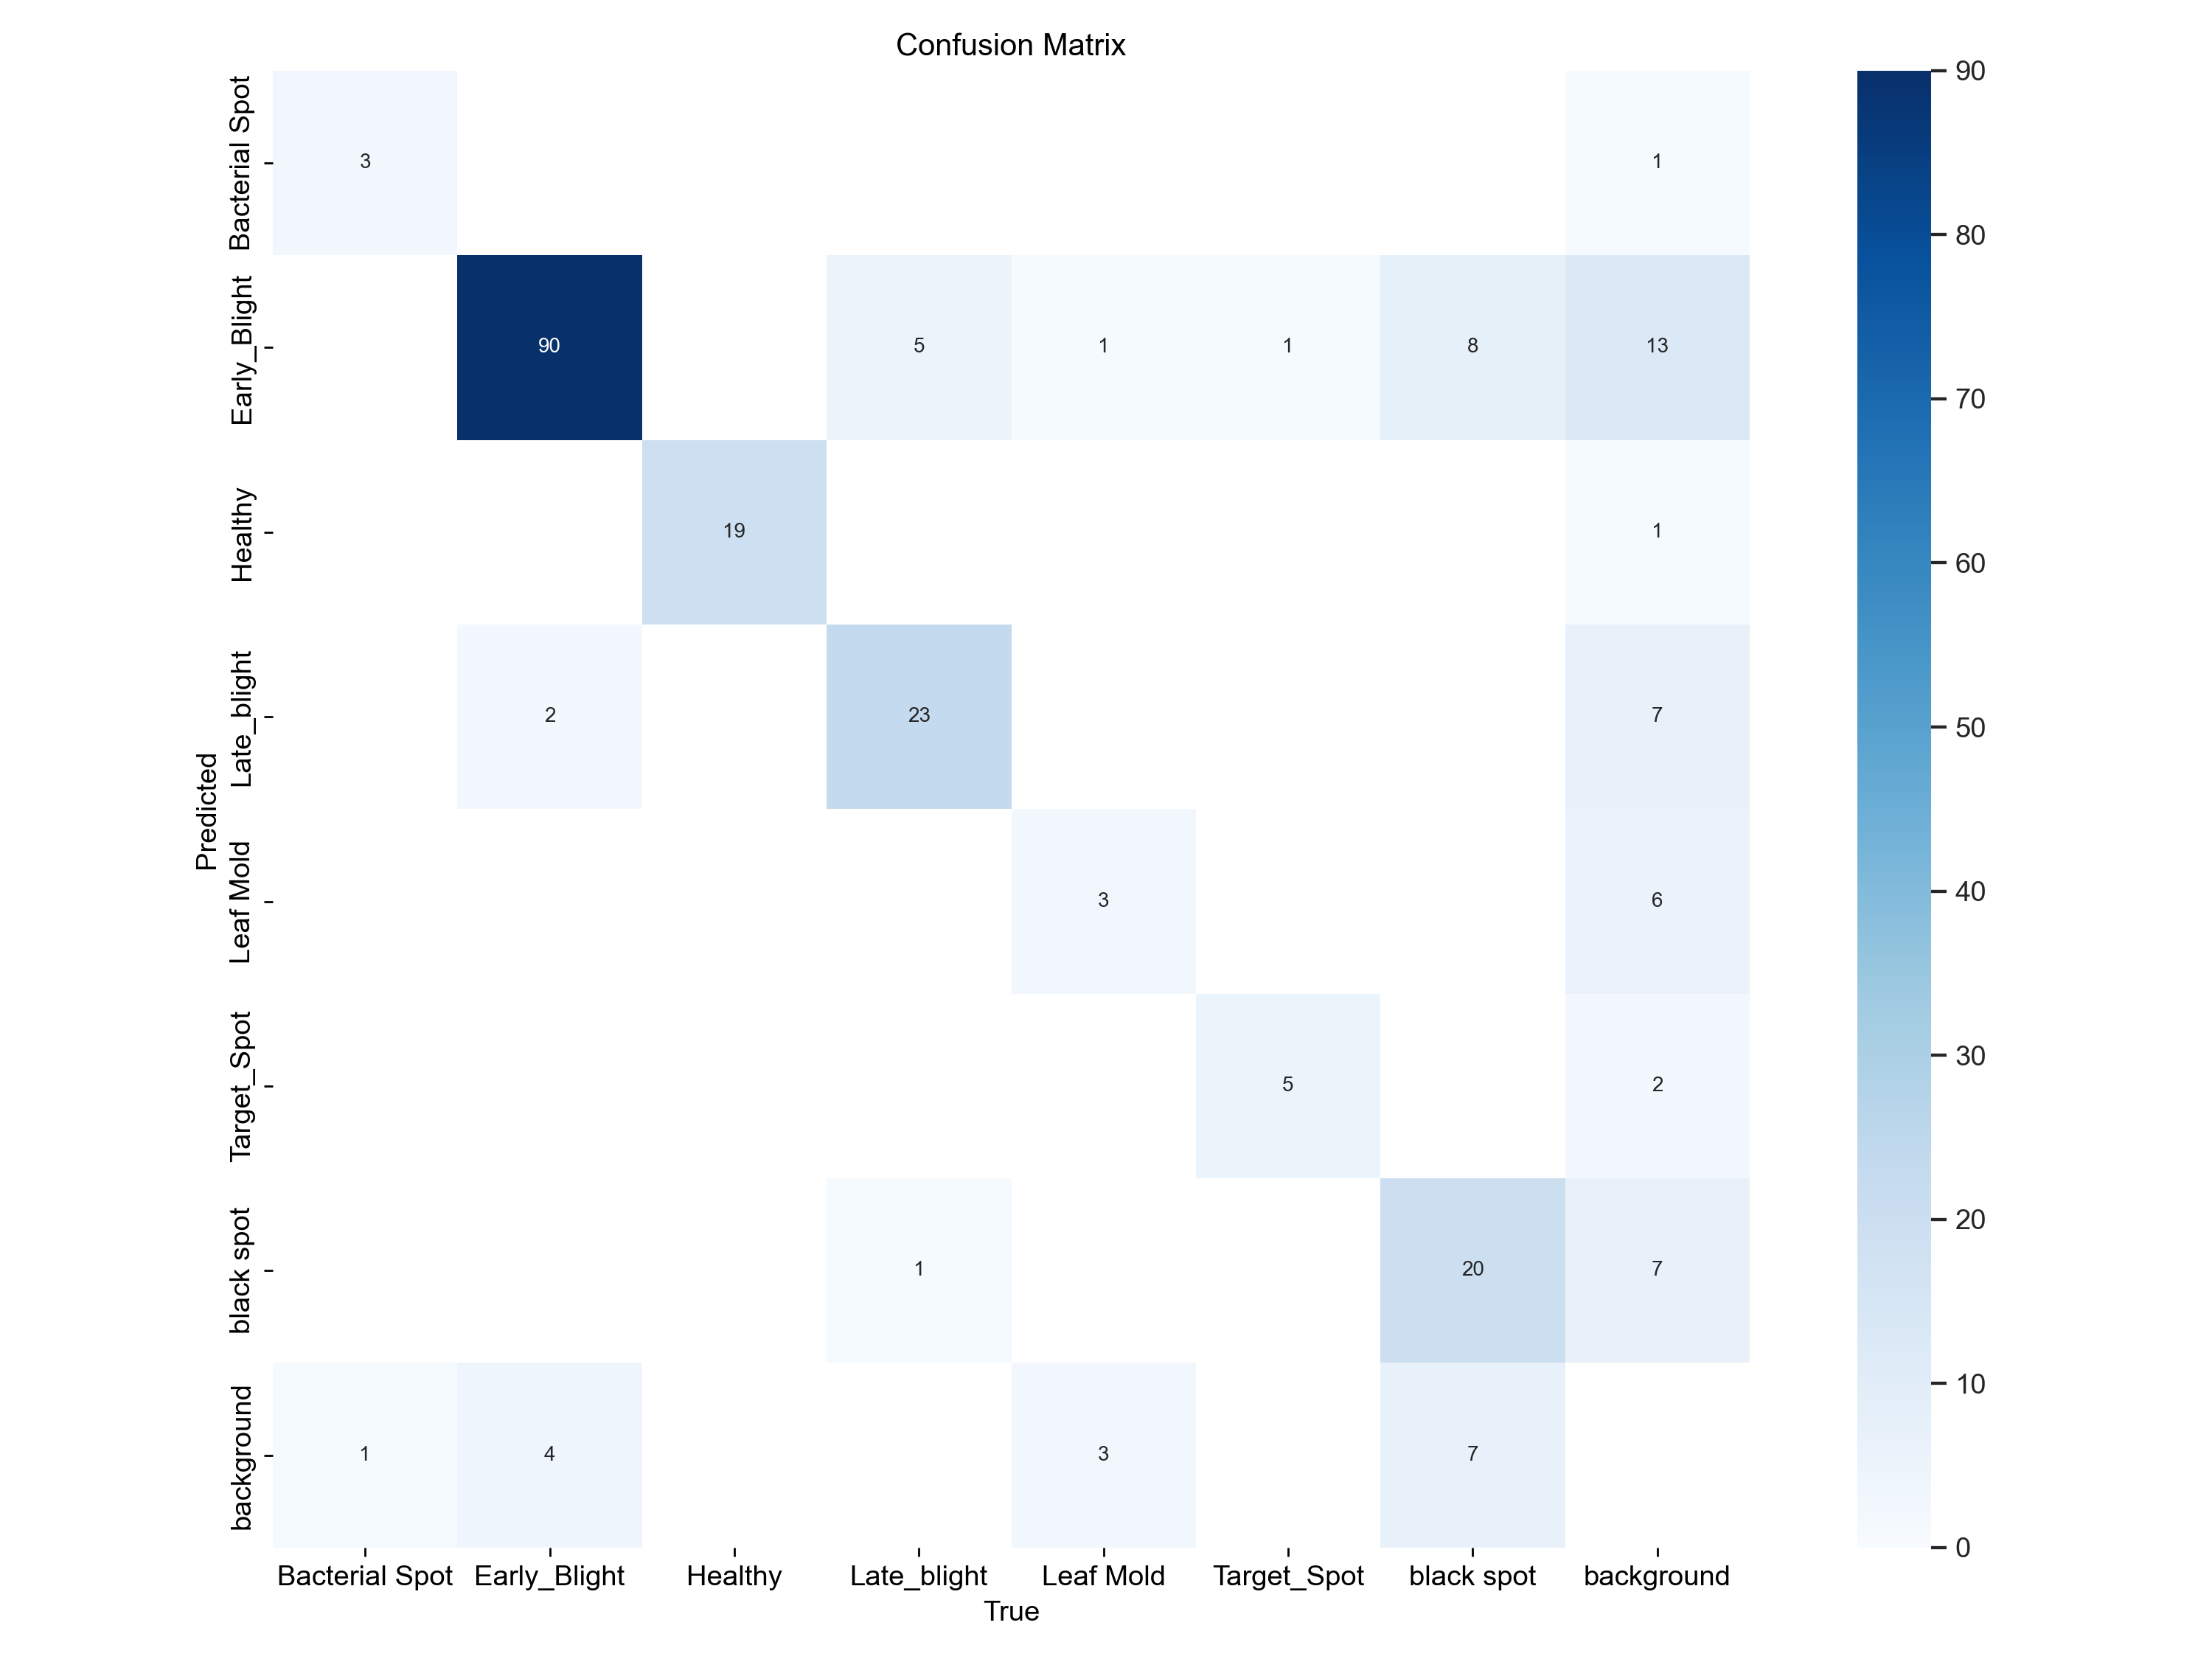 Confusion Matrix
Bacterial Spot
3
1
90
Early_Blight
90
5
1
1
8
13
80
70
Healthy
19
1
60
Late_blight
2
23
7
50
Predicted
Leaf Mold
3
6
40
Target_Spot
5
2
30
black spot
1
20
7
20
background
1
4
3
7
10
0
Bacterial Spot Early_Blight Healthy Late_blight Leaf Mold Target_Spot black spot background
True